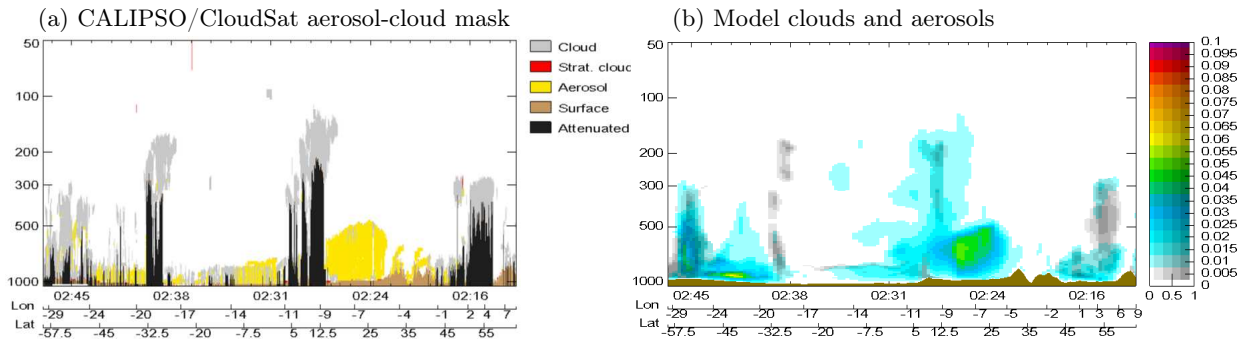 (a) CALIPSO/CloudSat aerosol-cloud mask
50
100
200
300
500
1000
02:45 02:38 02:31 02:24 02:16
Lon
-29 -24 -20 -17 -14 -11 -9 -7 -4 -1 2 4 7
Lat
-57.5 -45 -32.5 -20 -7.5 5 12.5 25 40 55
Cloud
Strat. cloud
Aerosol
Surface
Attenuated
(b) Model clouds and aerosols
50
100
200
300
500
1000
02:45 02:38 02:31 02:24 02:16
Lon
-29 -24 -20 -17 -14 -11 -9 -7 -5 -2 1 3 6 9
Lat
-57.5 -45 -32.5 -20 -7.5 5 12.5 25 40 55
0.1
0.095
0.09
0.085
0.08
0.075
0.07
0.065
0.06
0.055
0.05
0.045
0.04
0.035
0.03
0.025
0.02
0.015
0.01
0.005
0
0 0.5 1